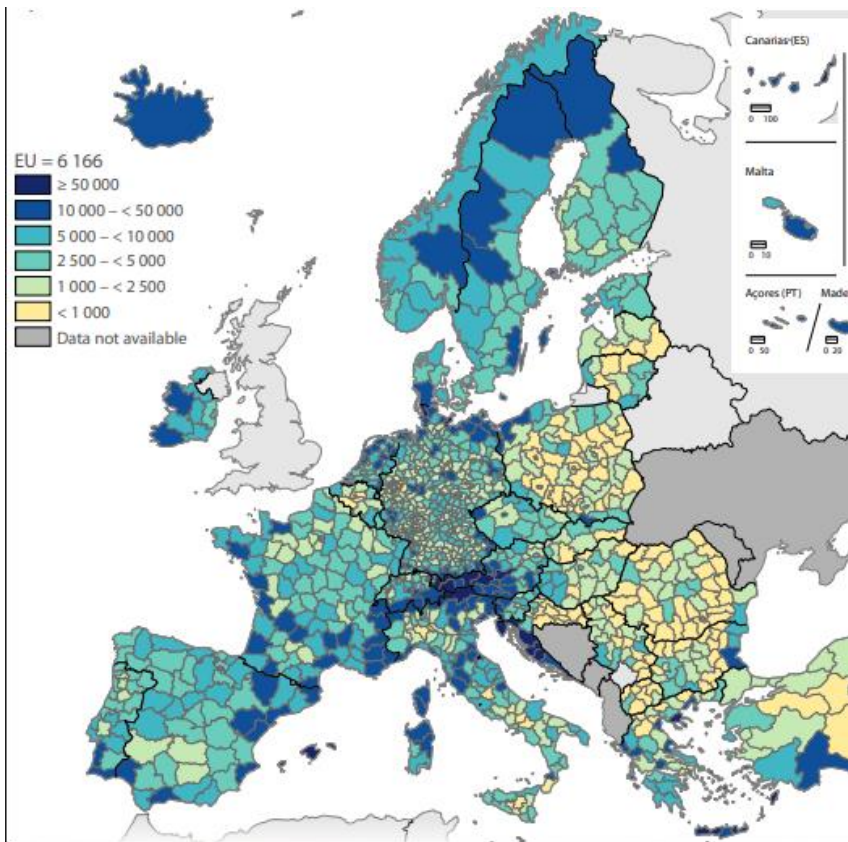 EU = 6 166
≥ 50 000
10 000 – < 50 000
5 000 – < 10 000
2 500 – < 5 000
1 000 – < 2 500
< 1 000
Data not available
Canarias (ES)
0 100
Malta
0 10
Açores (PT)
Made
0 50
0 20